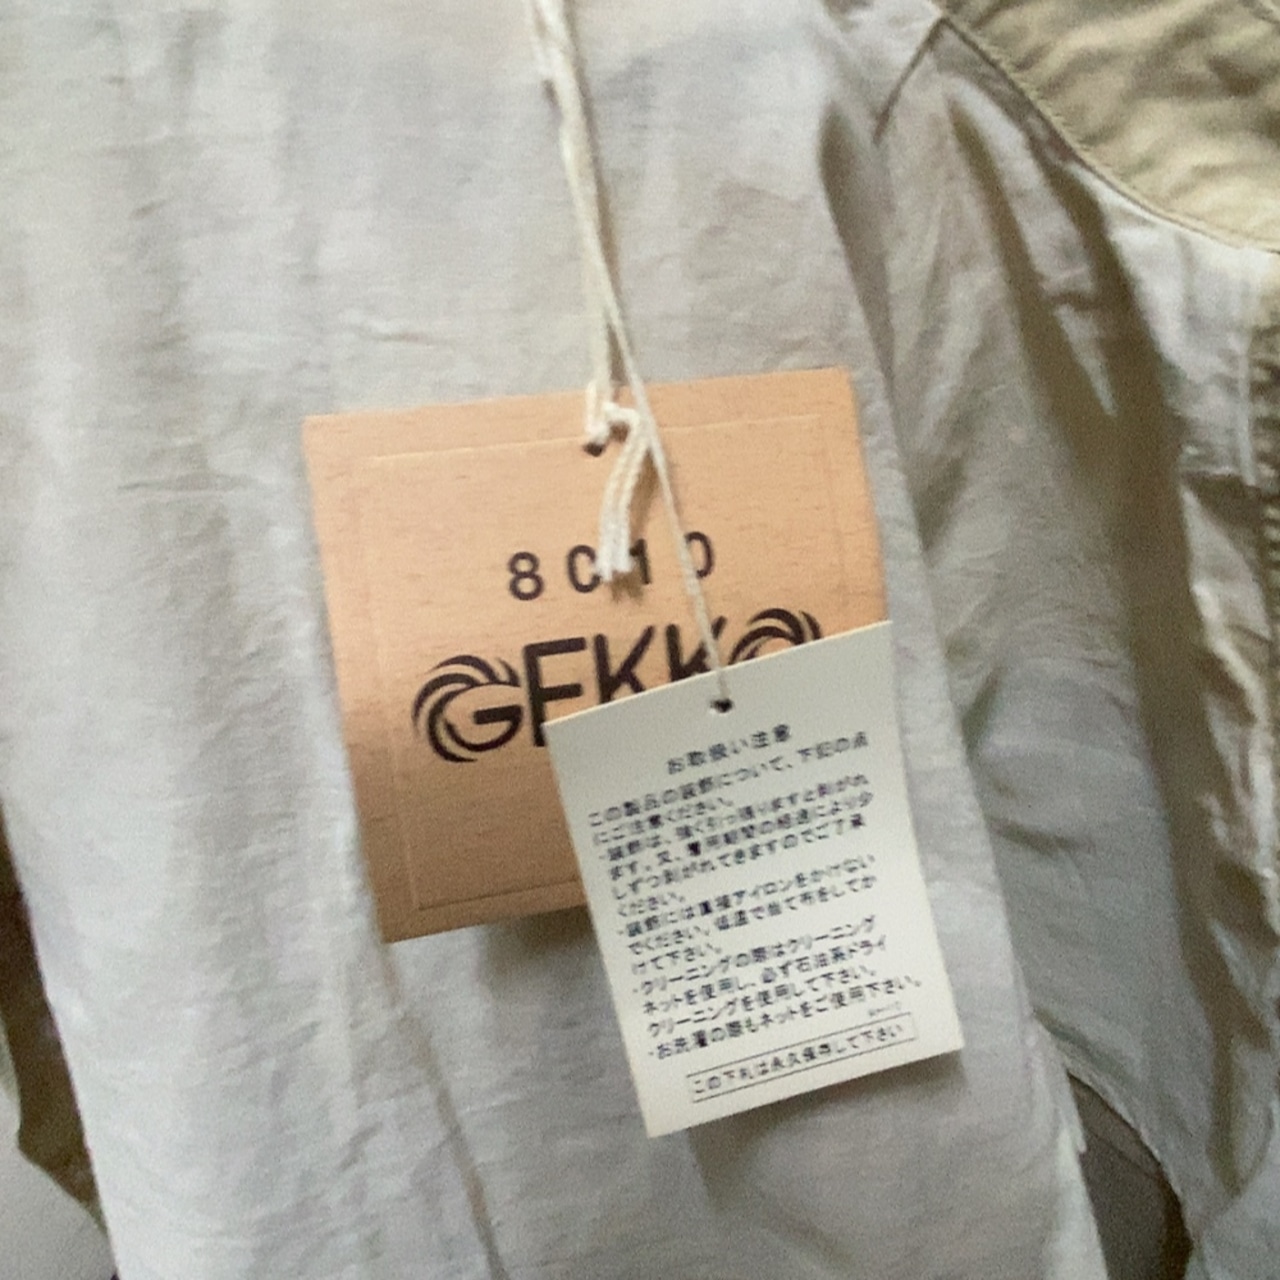 8010
GEKKO
お取扱い注意
この製品の装飾について、下記の点
にご注意ください。
・装飾は、強く引っ張りますと剥がれ
ます。又、着用期間の経過により少
しずつ剥がれてきますのでご了承
ください。
・装飾には直接アイロンをかけない
でください。低温で当て布をしてか
けて下さい。
・クリーニングの際はクリーニング
ネットを使用し、必ず石油系ドライ
クリーニングを使用して下さい。
・お洗濯の際もネットをご使用下さい。
この下札は永久保存して下さい